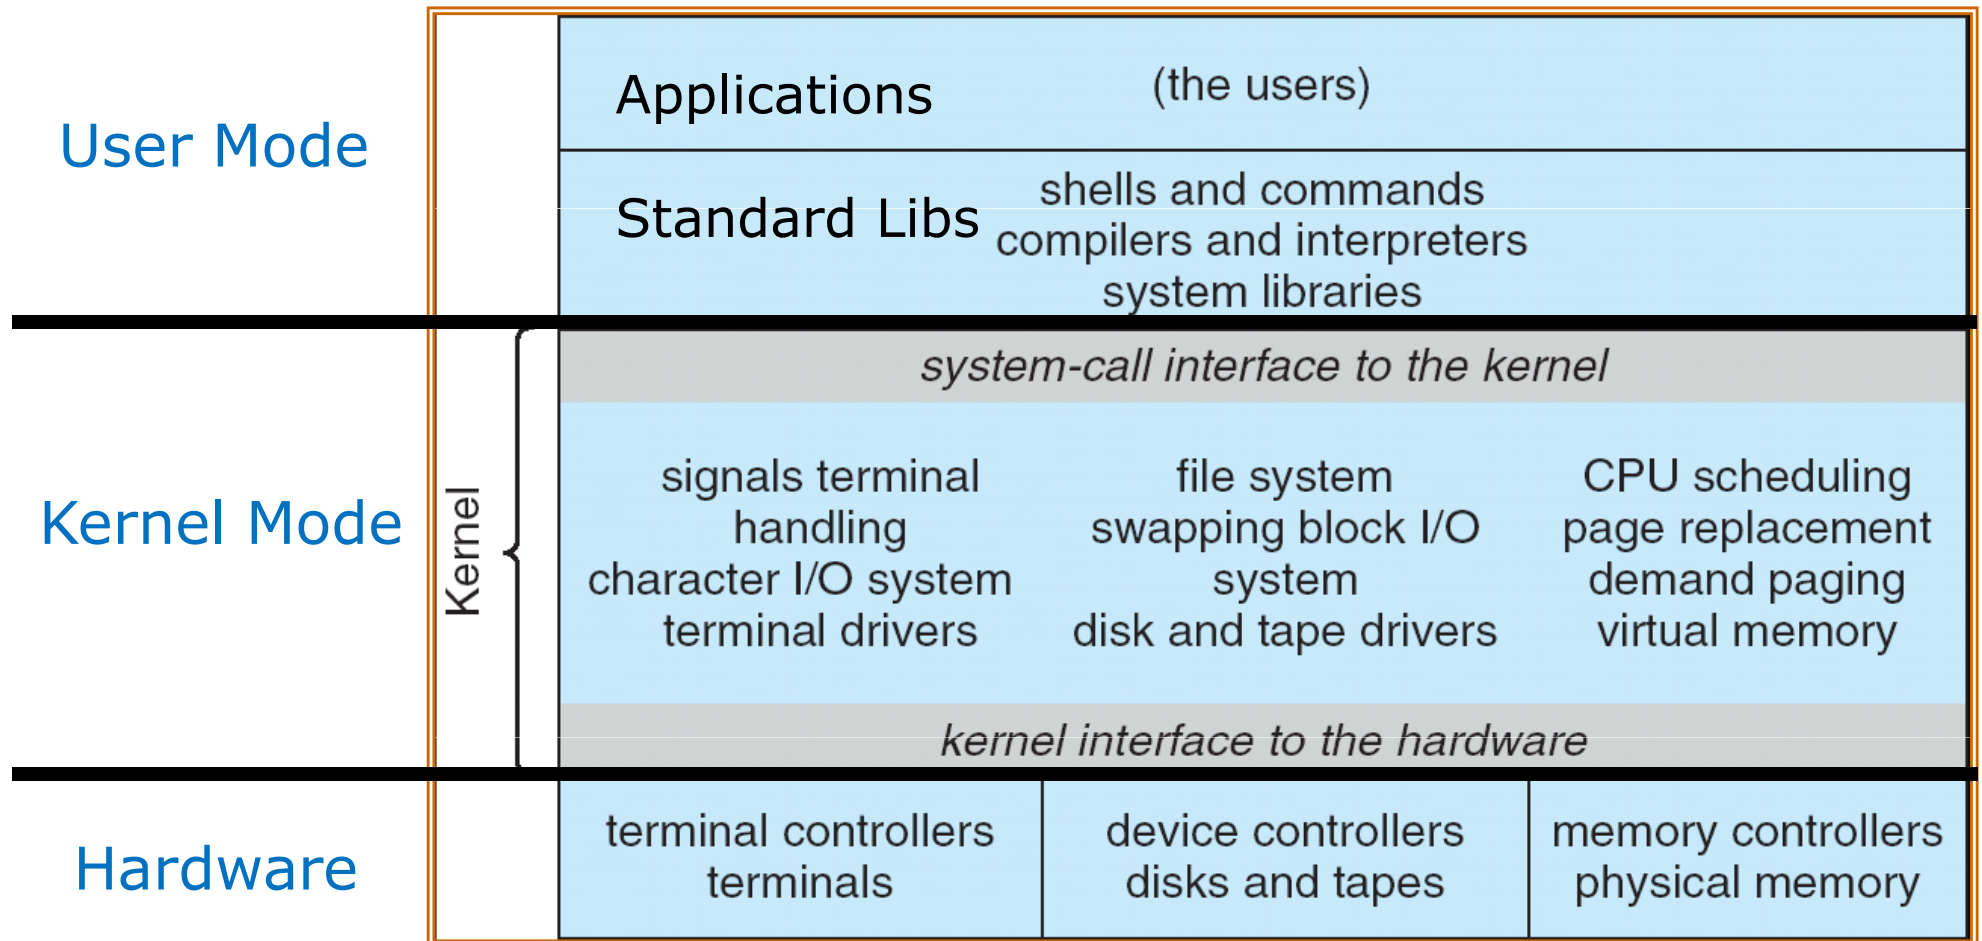 User Mode
Applications
(the users)
Standard Libs
shells and commands
compilers and interpreters
system libraries
Kernel Mode
Kernel
system-call interface to the kernel
signals terminal
handling
character I/O system
terminal drivers
file system
swapping block I/O
system
disk and tape drivers
CPU scheduling
page replacement
demand paging
virtual memory
kernel interface to the hardware
Hardware
terminal controllers
terminals
device controllers
disks and tapes
memory controllers
physical memory